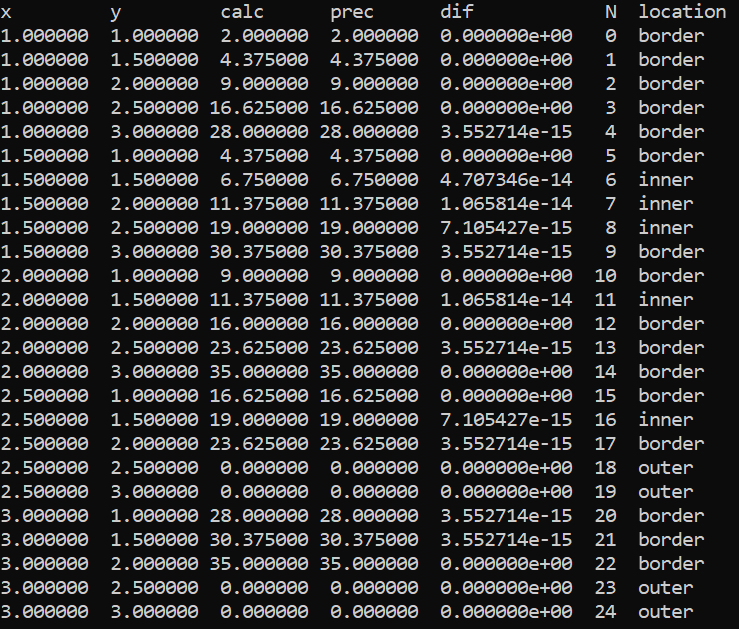 x         y         calc      prec      dif             N  location
1.000000  1.000000  2.000000  2.000000  0.000000e+00   0  border
1.000000  1.500000  4.375000  4.375000  0.000000e+00   1  border
1.000000  2.000000  9.000000  9.000000  0.000000e+00   2  border
1.000000  2.500000 16.625000 16.625000  0.000000e+00   3  border
1.000000  3.000000 28.000000 28.000000  3.552714e-15   4  border
1.500000  1.000000  4.375000  4.375000  0.000000e+00   5  border
1.500000  1.500000  6.750000  6.750000  4.707346e-14   6  inner
1.500000  2.000000 11.375000 11.375000  1.065814e-14   7  inner
1.500000  2.500000 19.000000 19.000000  7.105427e-15   8  inner
1.500000  3.000000 30.375000 30.375000  3.552714e-15   9  border
2.000000  1.000000  9.000000  9.000000  0.000000e+00  10  border
2.000000  1.500000 11.375000 11.375000  1.065814e-14  11  inner
2.000000  2.000000 16.000000 16.000000  0.000000e+00  12  border
2.000000  2.500000 23.625000 23.625000  3.552714e-15  13  border
2.000000  3.000000 35.000000 35.000000  0.000000e+00  14  border
2.500000  1.000000 16.625000 16.625000  0.000000e+00  15  border
2.500000  1.500000 19.000000 19.000000  7.105427e-15  16  inner
2.500000  2.000000 23.625000 23.625000  3.552714e-15  17  border
2.500000  2.500000  0.000000  0.000000  0.000000e+00  18  outer
2.500000  3.000000  0.000000  0.000000  0.000000e+00  19  outer
3.000000  1.000000 28.000000 28.000000  3.552714e-15  20  border
3.000000  1.500000 30.375000 30.375000  3.552714e-15  21  border
3.000000  2.000000 35.000000 35.000000  0.000000e+00  22  border
3.000000  2.500000  0.000000  0.000000  0.000000e+00  23  outer
3.000000  3.000000  0.000000  0.000000  0.000000e+00  24  outer